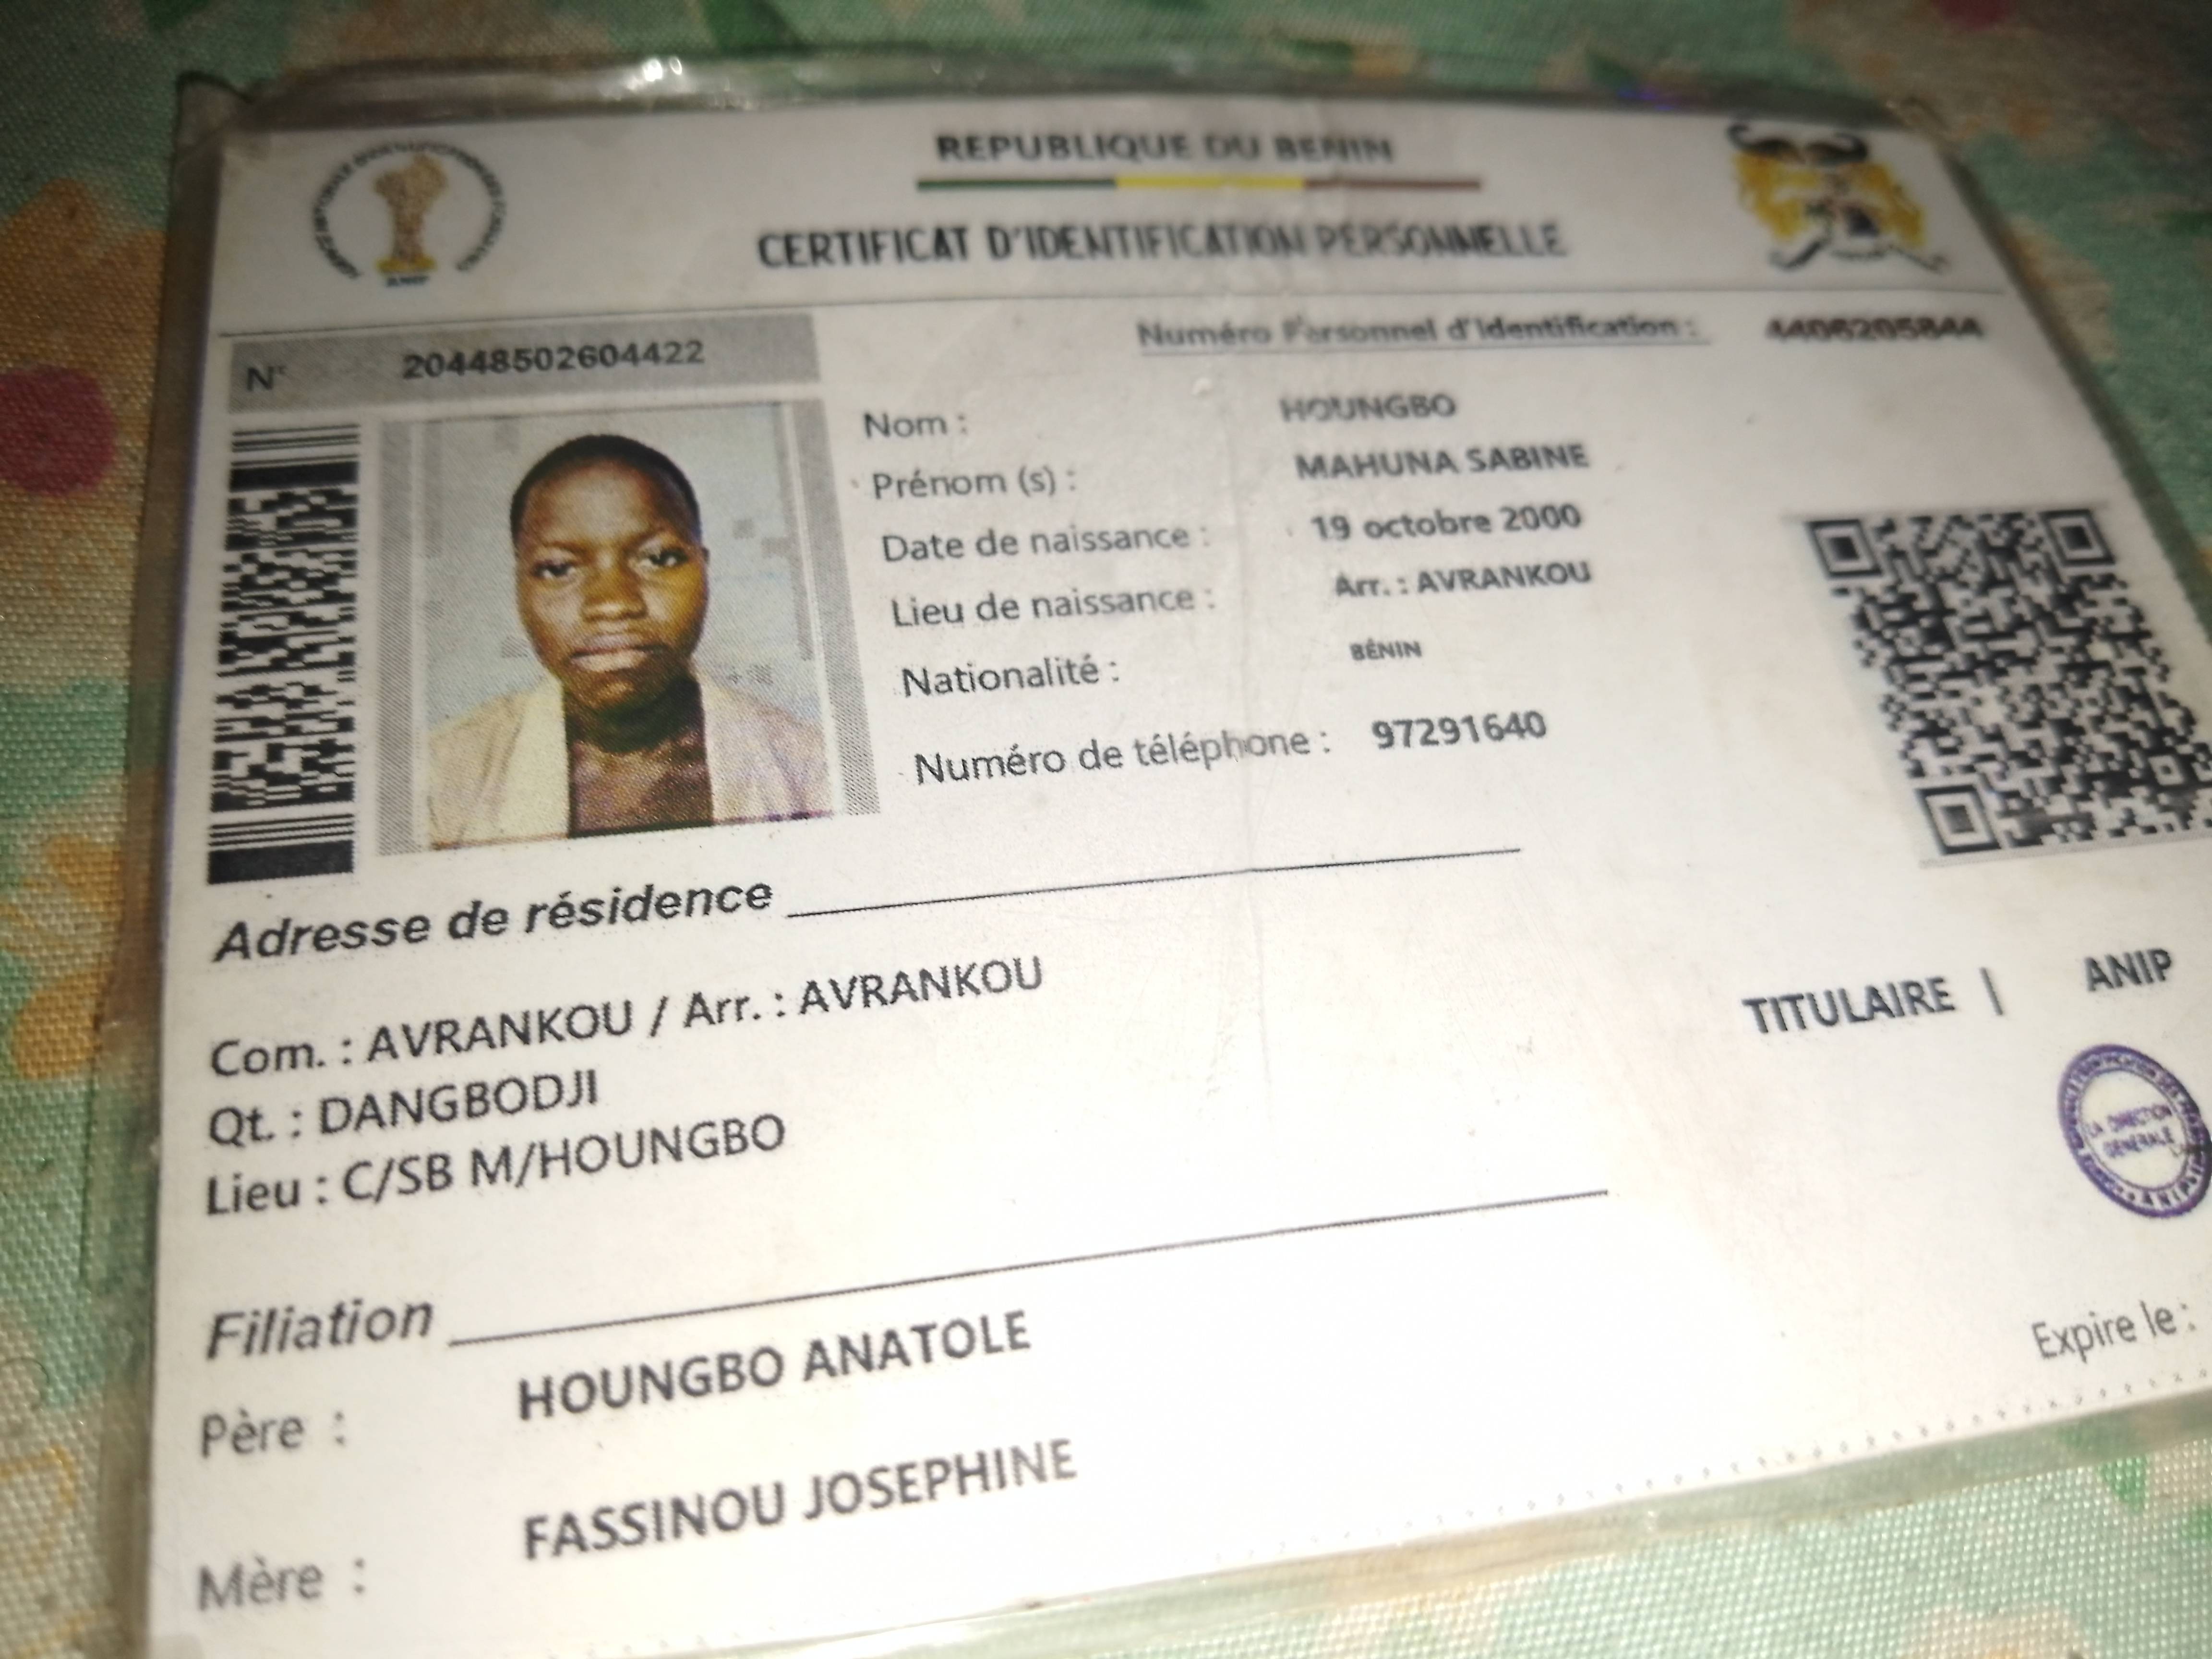 REPUBLIQUE DU BENIN
CERTIFICAT D'IDENTIFICATION PERSONNELLE
ANIP
Numéro Personnel d'Identification : 4406205844
N° 20448502604422
Nom : HOUNGBO
Prénom (s) : MAHUNA SABINE
Date de naissance : 19 octobre 2000
Lieu de naissance : Arr. : AVRANKOU
Nationalité : BÉNIN
Numéro de téléphone : 97291640
Adresse de résidence
Com. : AVRANKOU / Arr. : AVRANKOU
Qt. : DANGBODJI
Lieu : C/SB M/HOUNGBO
TITULAIRE | ANIP
LA DIRECTION
GENERALE
Filiation
Père : HOUNGBO ANATOLE
Mère : FASSINOU JOSEPHINE
Expire le :